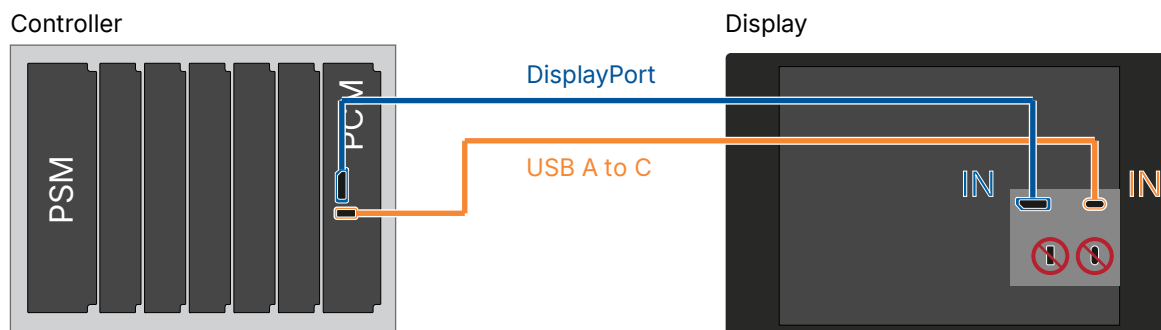 Controller
Display
DisplayPort
USB A to C
PSM
PCM
IN
IN